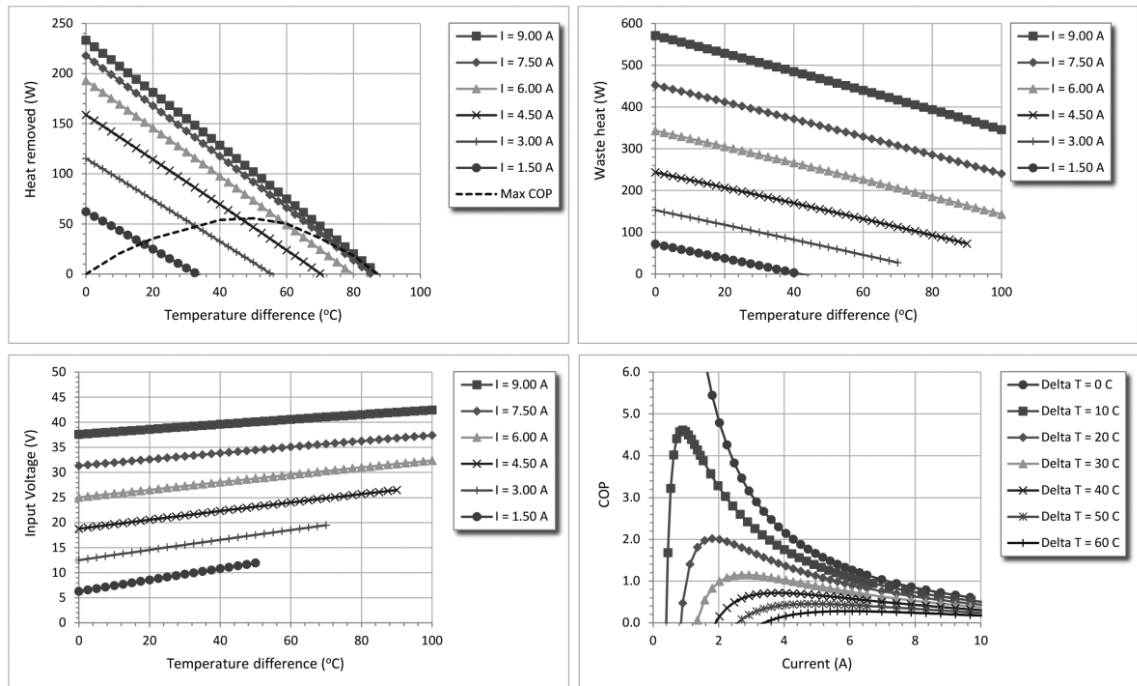 250
200
150
100
50
0
Heat removed (W)
0 20 40 60 80 100
Temperature difference (°C)
I = 9.00 A
I = 7.50 A
I = 6.00 A
I = 4.50 A
I = 3.00 A
I = 1.50 A
Max COP
600
500
400
300
200
100
0
Waste heat (W)
0 20 40 60 80 100
Temperature difference (°C)
I = 9.00 A
I = 7.50 A
I = 6.00 A
I = 4.50 A
I = 3.00 A
I = 1.50 A
50
45
40
35
30
25
20
15
10
5
0
Input Voltage (V)
0 20 40 60 80 100
Temperature difference (°C)
I = 9.00 A
I = 7.50 A
I = 6.00 A
I = 4.50 A
I = 3.00 A
I = 1.50 A
6.0
5.0
4.0
3.0
2.0
1.0
0.0
COP
0 2 4 6 8 10
Current (A)
Delta T = 0 C
Delta T = 10 C
Delta T = 20 C
Delta T = 30 C
Delta T = 40 C
Delta T = 50 C
Delta T = 60 C